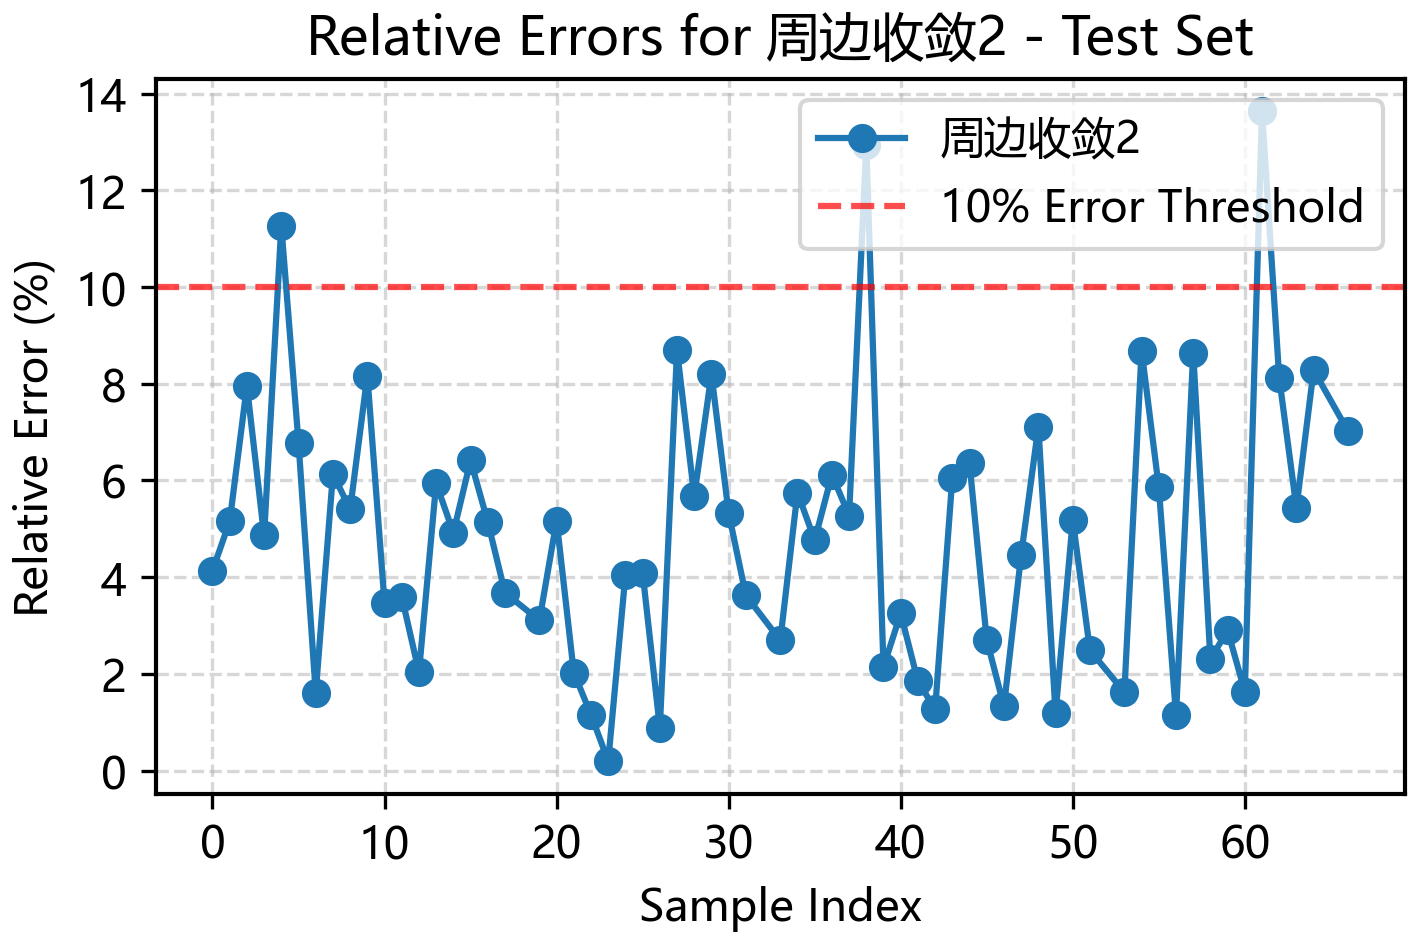 Relative Errors for 周边收敛2 - Test Set
周边收敛2
10% Error Threshold
Relative Error (%)
14
12
10
8
6
4
2
0
0 10 20 30 40 50 60
Sample Index